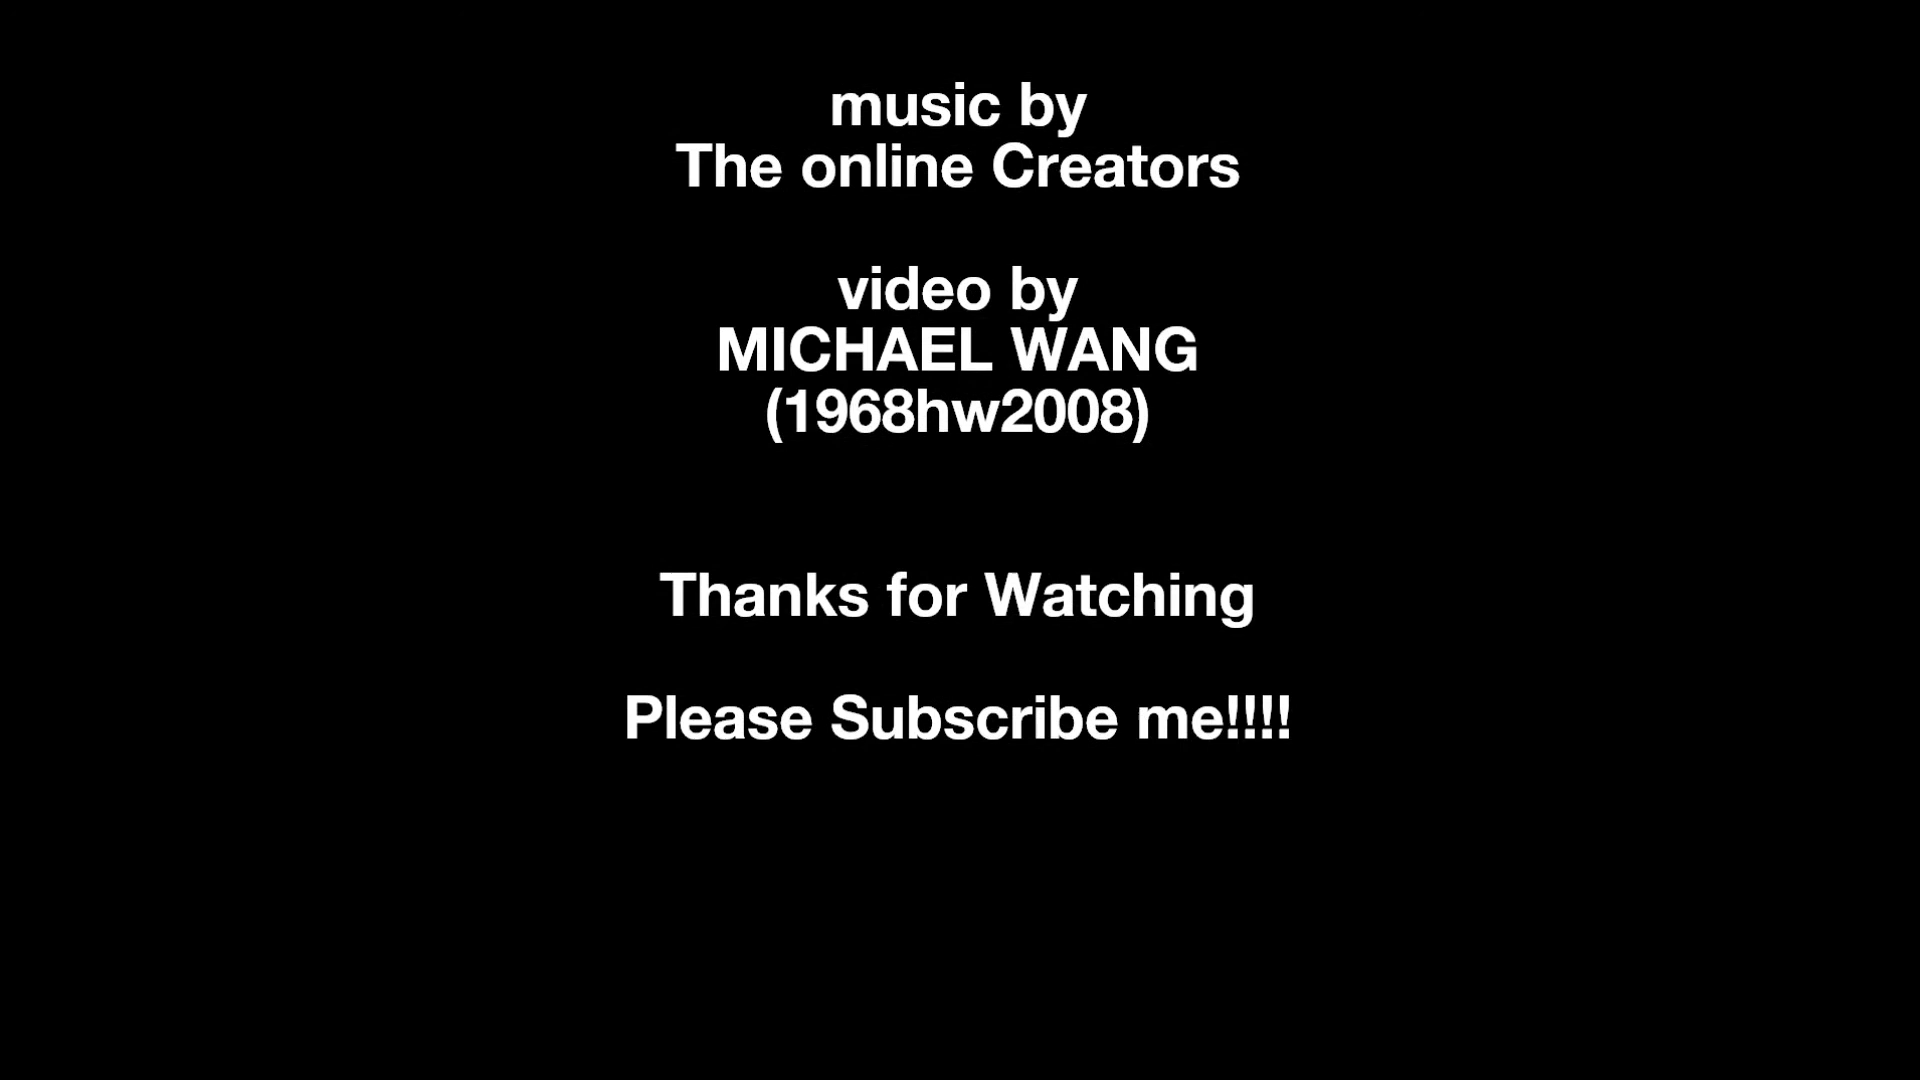 music by
The online Creators
video by
MICHAEL WANG
(1968hw2008)
Thanks for Watching
Please Subscribe me!!!!